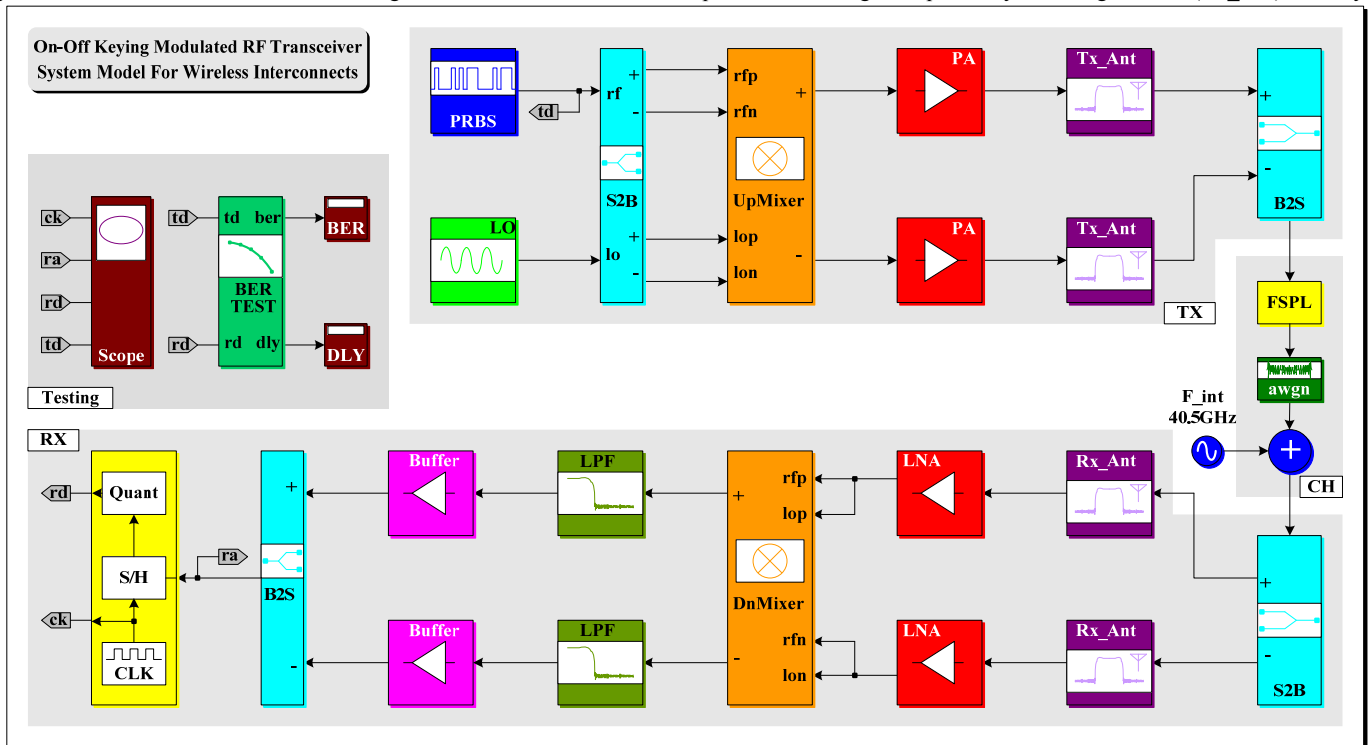 On-Off Keying Modulated RF Transceiver
System Model For Wireless Interconnects
PRBS
td
LO
rf
+
-
S2B
+
lo
-
rfp
rfn
+
UpMixer
lop
lon
-
PA
PA
Tx_Ant
Tx_Ant
+
-
B2S
TX
ck
ra
rd
td
Scope
td
rd
td ber
BER
TEST
rd dly
BER
DLY
Testing
FSPL
awgn
F_int
40.5GHz
+
CH
RX
rd
ck
Quant
S/H
CLK
ra
+
B2S
-
Buffer
Buffer
LPF
LPF
+
DnMixer
-
rfp
lop
rfn
lon
LNA
LNA
Rx_Ant
Rx_Ant
+
-
S2B